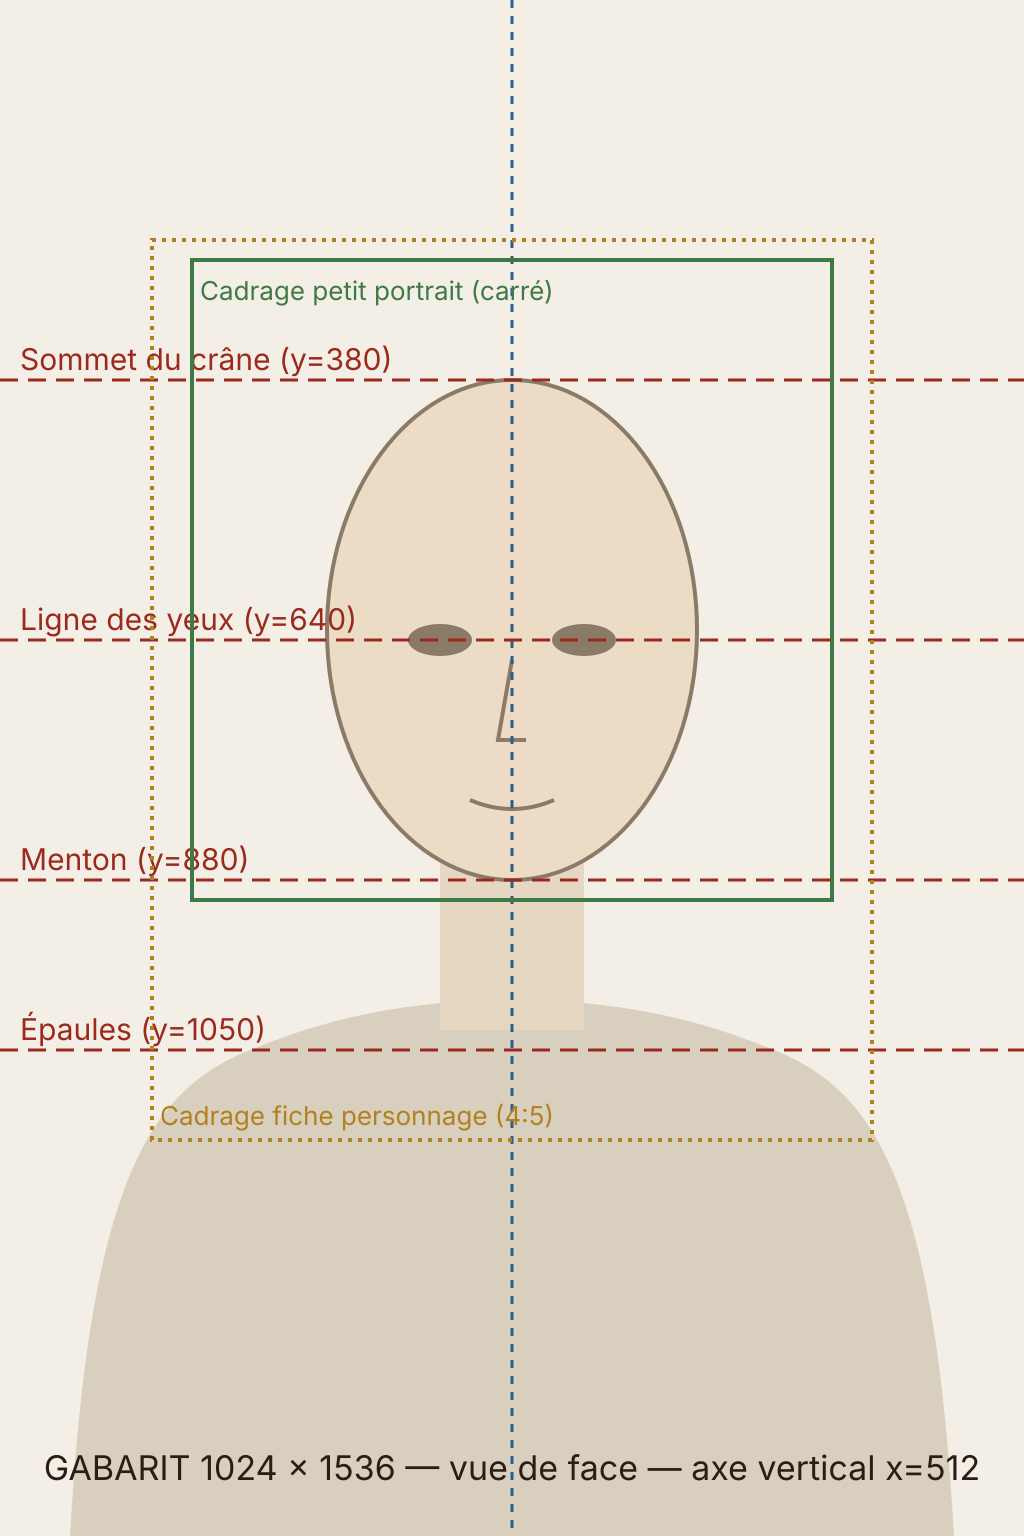 Cadrage petit portrait (carré)
Sommet du crâne (y=380)
Ligne des yeux (y=640)
Menton (y=880)
Épaules (y=1050)
Cadrage fiche personnage (4:5)
GABARIT 1024 × 1536 — vue de face — axe vertical x=512